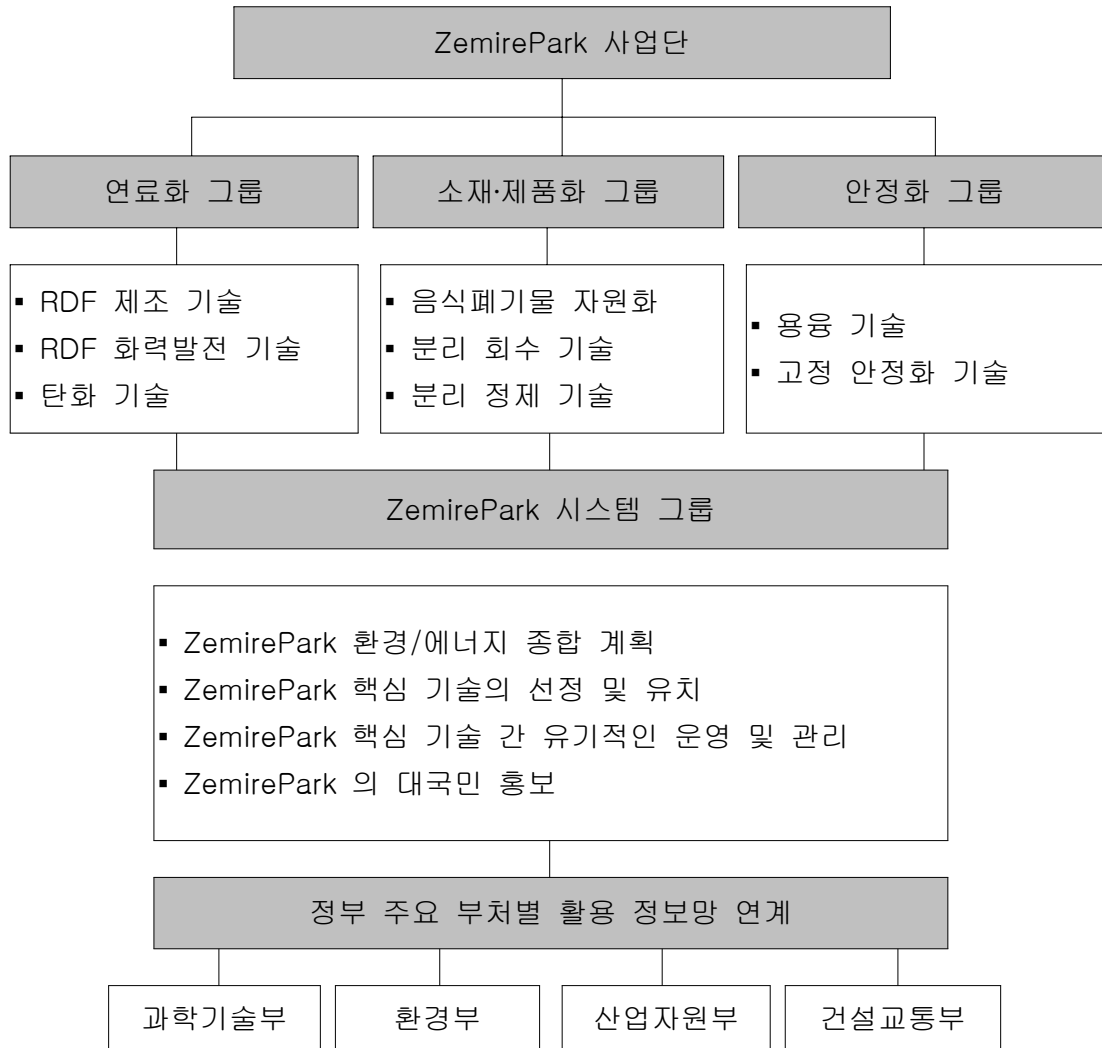 ZemirePark 사업단
연료화 그룹
소재·제품화 그룹
안정화 그룹
▪ RDF 제조 기술
▪ RDF 화력발전 기술
▪ 탄화 기술
▪ 음식폐기물 자원화
▪ 분리 회수 기술
▪ 분리 정제 기술
▪ 용융 기술
▪ 고정 안정화 기술
ZemirePark 시스템 그룹
▪ ZemirePark 환경/에너지 종합 계획
▪ ZemirePark 핵심 기술의 선정 및 유치
▪ ZemirePark 핵심 기술 간 유기적인 운영 및 관리
▪ ZemirePark 의 대국민 홍보
정부 주요 부처별 활용 정보망 연계
과학기술부
환경부
산업자원부
건설교통부